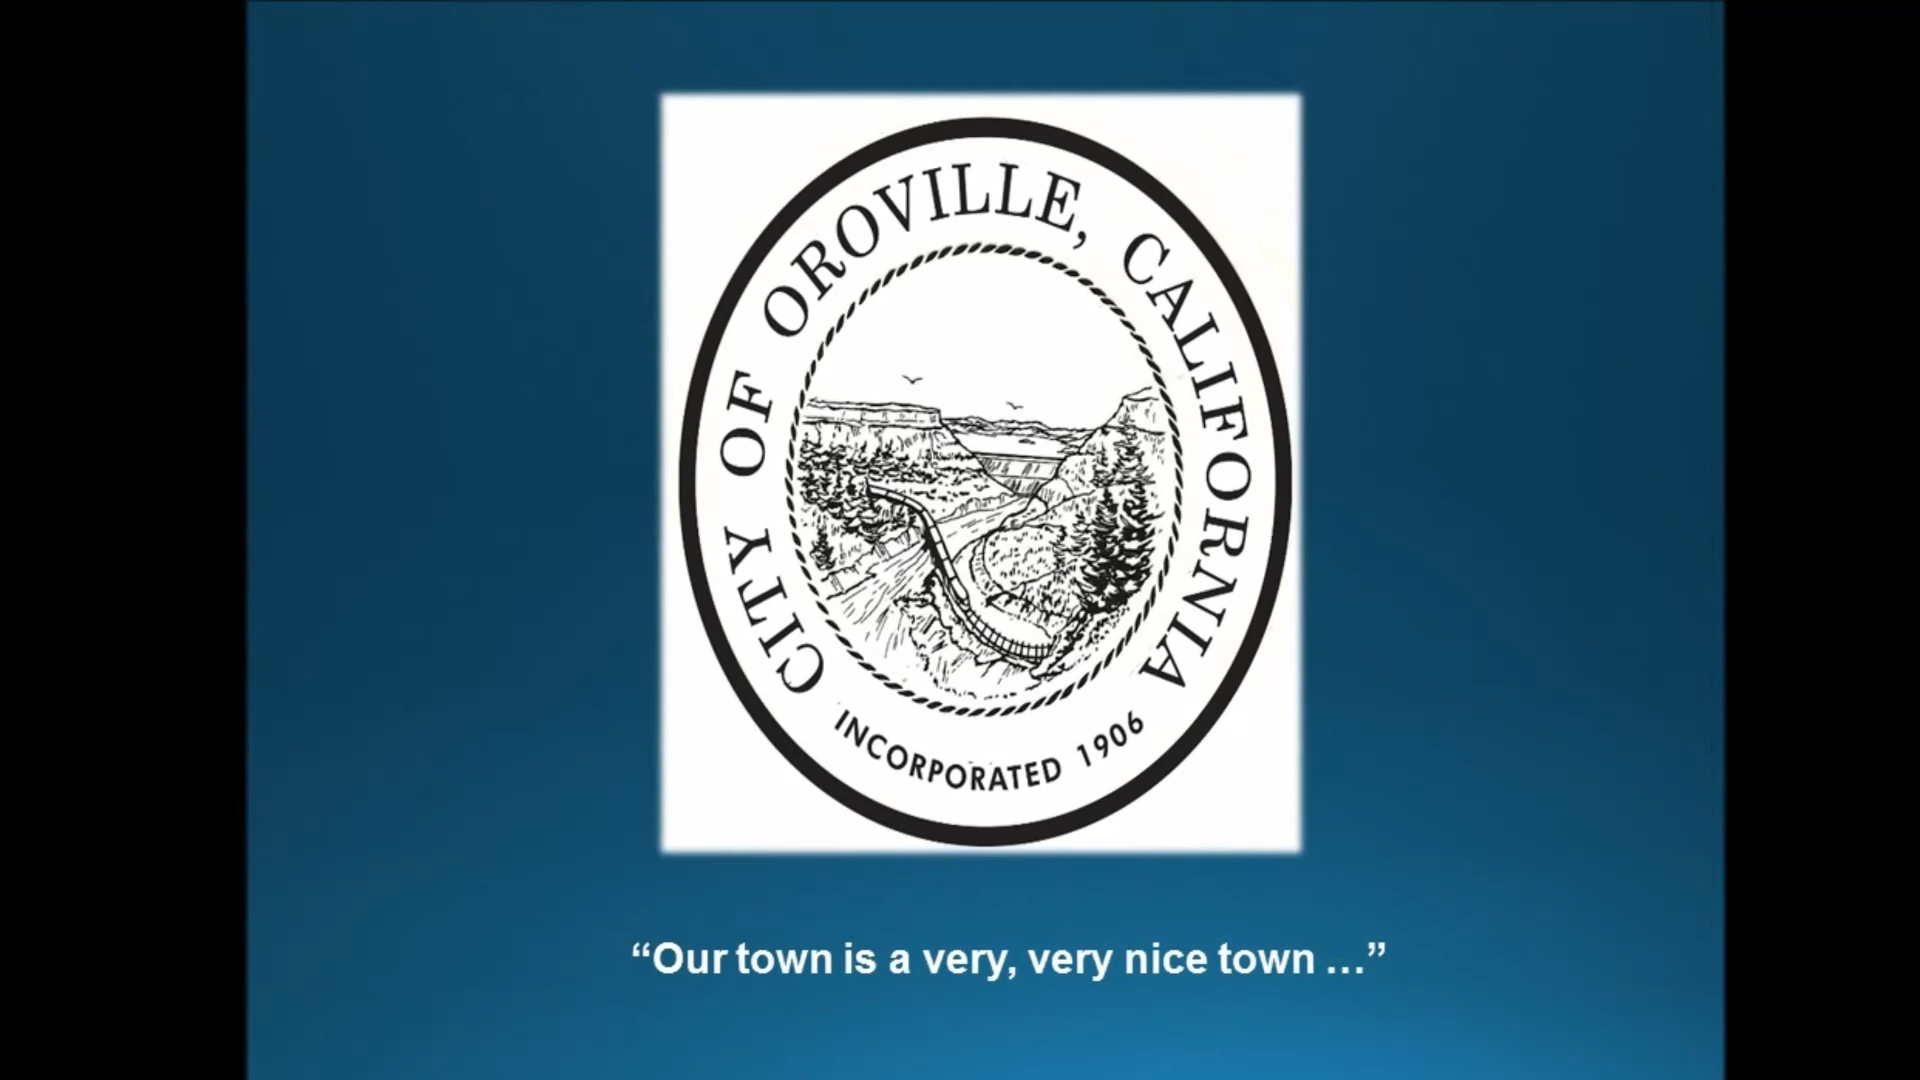 CITY OF OROVILLE, CALIFORNIA
INCORPORATED 1906
“Our town is a very, very nice town ...”